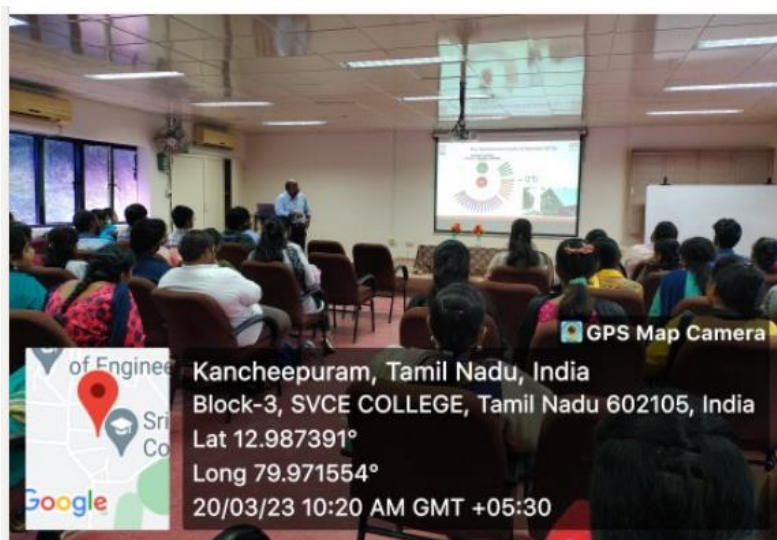 GPS Map Camera
of Enginee
Sri
Co
Google
Kancheepuram, Tamil Nadu, India
Block-3, SVCE COLLEGE, Tamil Nadu 602105, India
Lat 12.987391°
Long 79.971554°
20/03/23 10:20 AM GMT +05:30